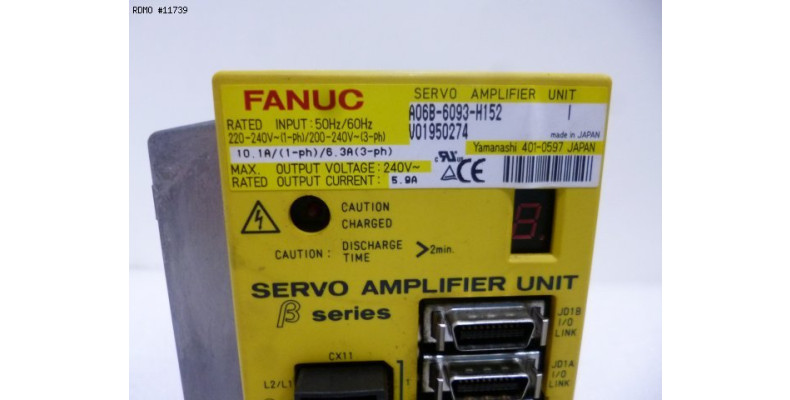 RDMO #11739
FANUC
SERVO AMPLIFIER UNIT
A06B-6093-H152 I
V01950274
made in JAPAN
Yamanashi 401-0597 JAPAN
RATED INPUT: 50Hz/60Hz
220-240V~(1-ph)/200-240V~(3-ph)
10.1A/(1-ph)/6.3A(3-ph)
MAX. OUTPUT VOLTAGE: 240V~
RATED OUTPUT CURRENT: 5.9A
c RU us CE
CAUTION
CHARGED
CAUTION: DISCHARGE TIME >2min.
SERVO AMPLIFIER UNIT
β series
JD1B
I/O
LINK
CX11
L2/L1
T
JD1A
I/O
LINK